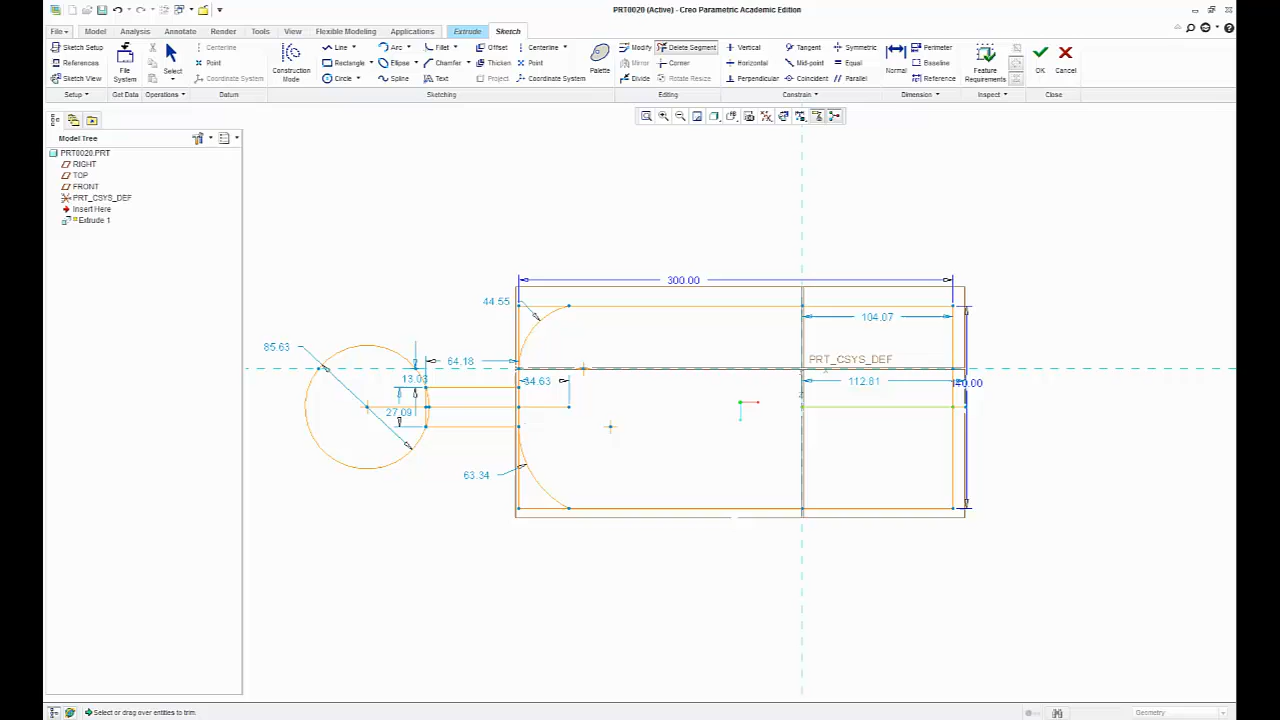 PRT0020 (Active) - Creo Parametric Academic Edition
File Model Analysis Annotate Render Tools View Flexible Modeling Applications Extrude Sketch
Sketch Setup Centerline Line Arc Fillet Offset Centerline Modify Delete Segment Vertical Tangent Symmetry Perimeter
References Point Rectangle Ellipse Chamfer Thicken Point Mirror Corner Horizontal Mid-point Equal Baseline
Sketch View Coordinate System Circle Spline Text Project Coordinate System Divide Rotate Resize Perpendicular Coincident Parallel Reference
File System Select Construction Mode Palette Normal Feature Requirements OK Cancel
Setup Get Data Operations Datum Sketching Editing Constrain Dimension Inspect Close
Model Tree
PRT0020.PRT
RIGHT
TOP
FRONT
PRT_CSYS_DEF
Insert Here
Extrude 1
300.00
44.55
104.07
85.63
64.18
PRT_CSYS_DEF
13.03
34.63
112.81
140.00
27.09
63.34
Select or drag over entities to trim.
Geometry